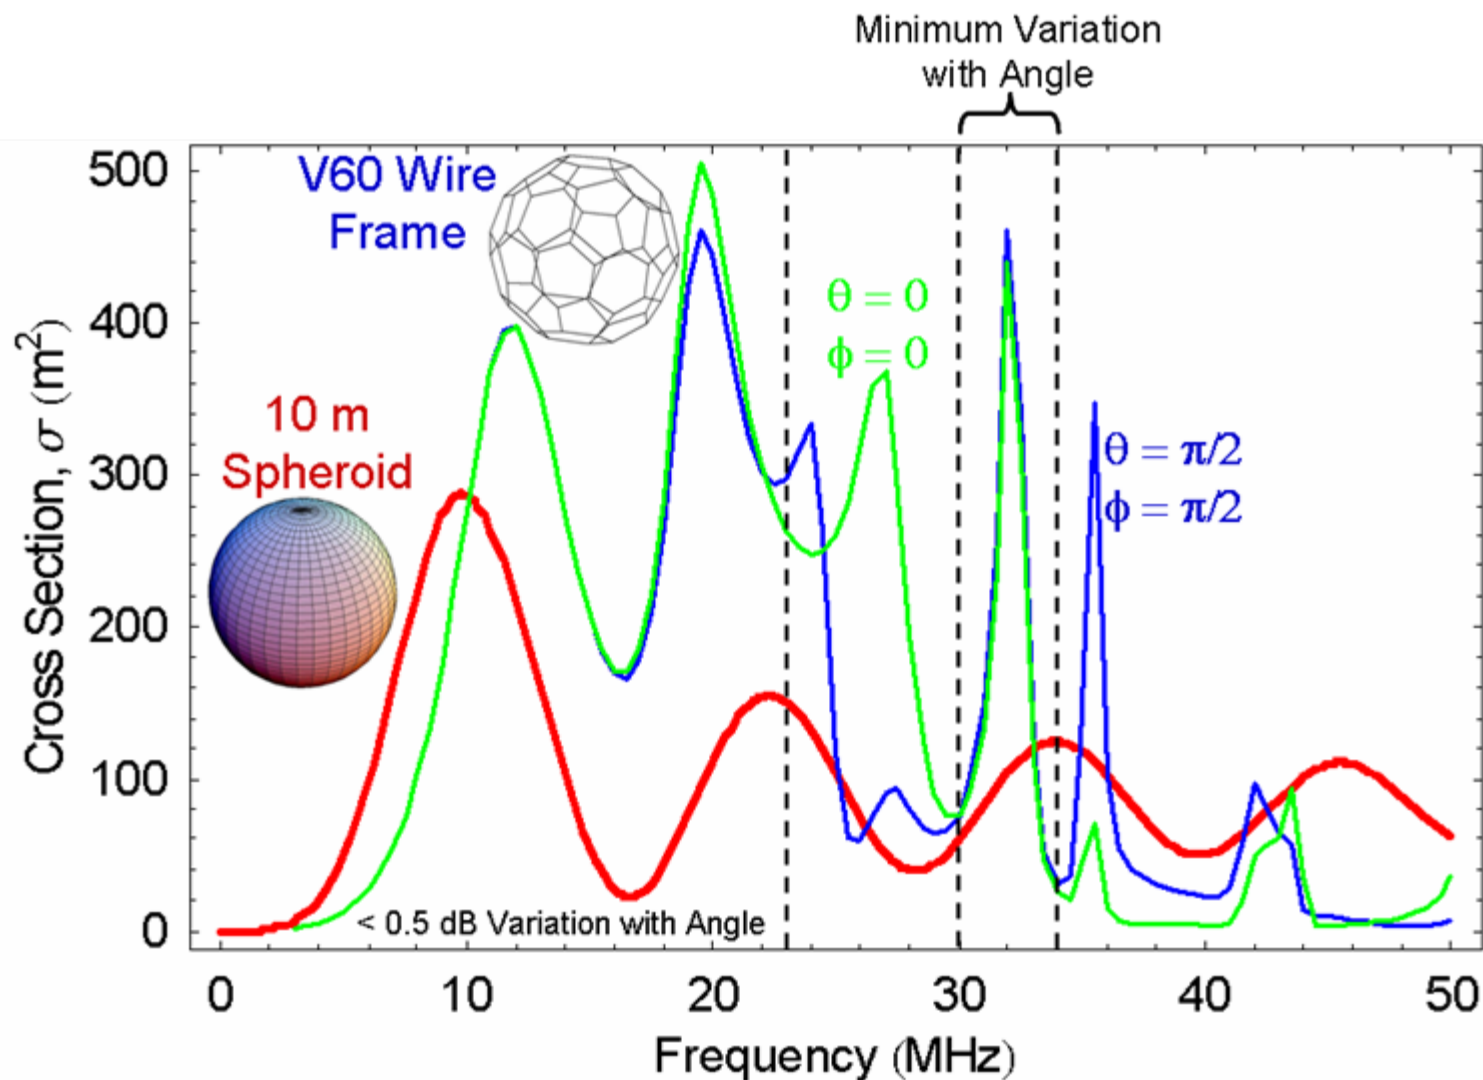 Minimum Variation
with Angle
V60 Wire
Frame
10 m
Spheroid
θ = 0
ϕ = 0
θ = π/2
ϕ = π/2
< 0.5 dB Variation with Angle
Cross Section, σ (m²)
500
400
300
200
100
0
0 10 20 30 40 50
Frequency (MHz)